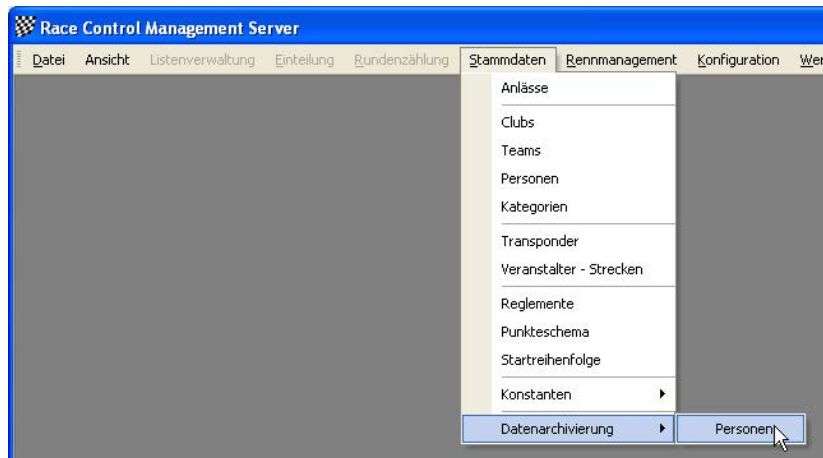 Race Control Management Server
Datei Ansicht Listenverwaltung Einteilung Rundenzählung Stammdaten Rennmanagement Konfiguration
Anlässe
Clubs
Teams
Personen
Kategorien
Transponder
Veranstalter - Strecken
Reglemente
Punkteschema
Startreihenfolge
Konstanten
Datenarchivierung Personen